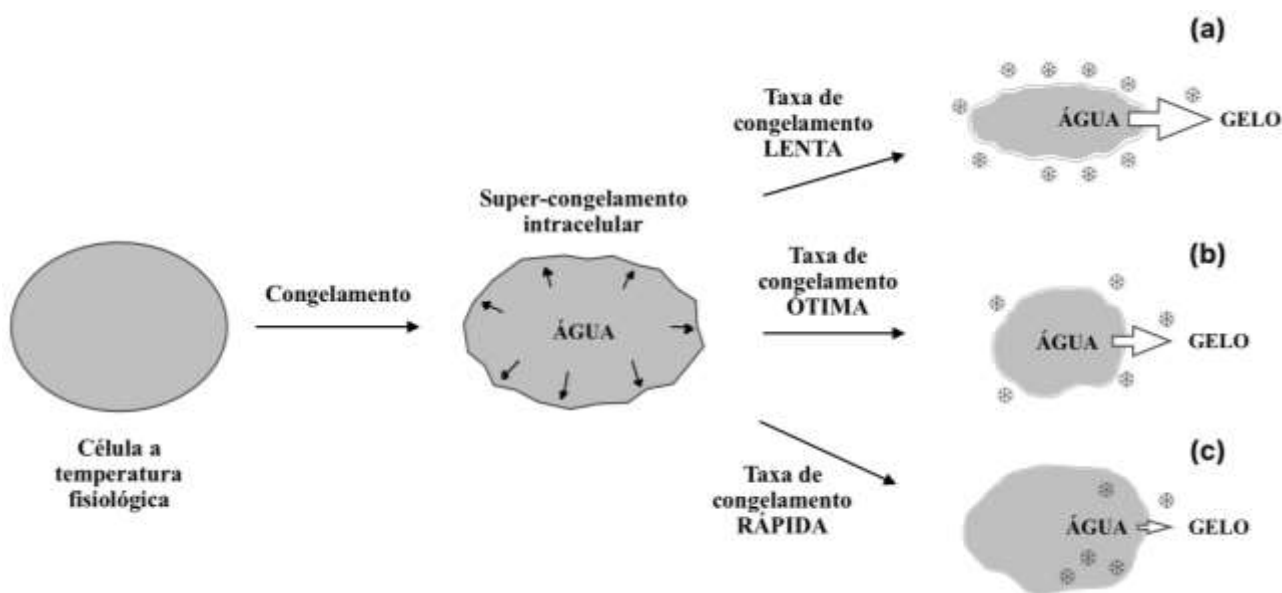 (a)
Taxa de
congelamento
LENTA
ÁGUA
GELO
Super-congelamento
intracelular
Congelamento
ÁGUA
Célula a
temperatura
fisiológica
(b)
Taxa de
congelamento
ÓTIMA
ÁGUA
GELO
(c)
Taxa de
congelamento
RÁPIDA
ÁGUA
GELO